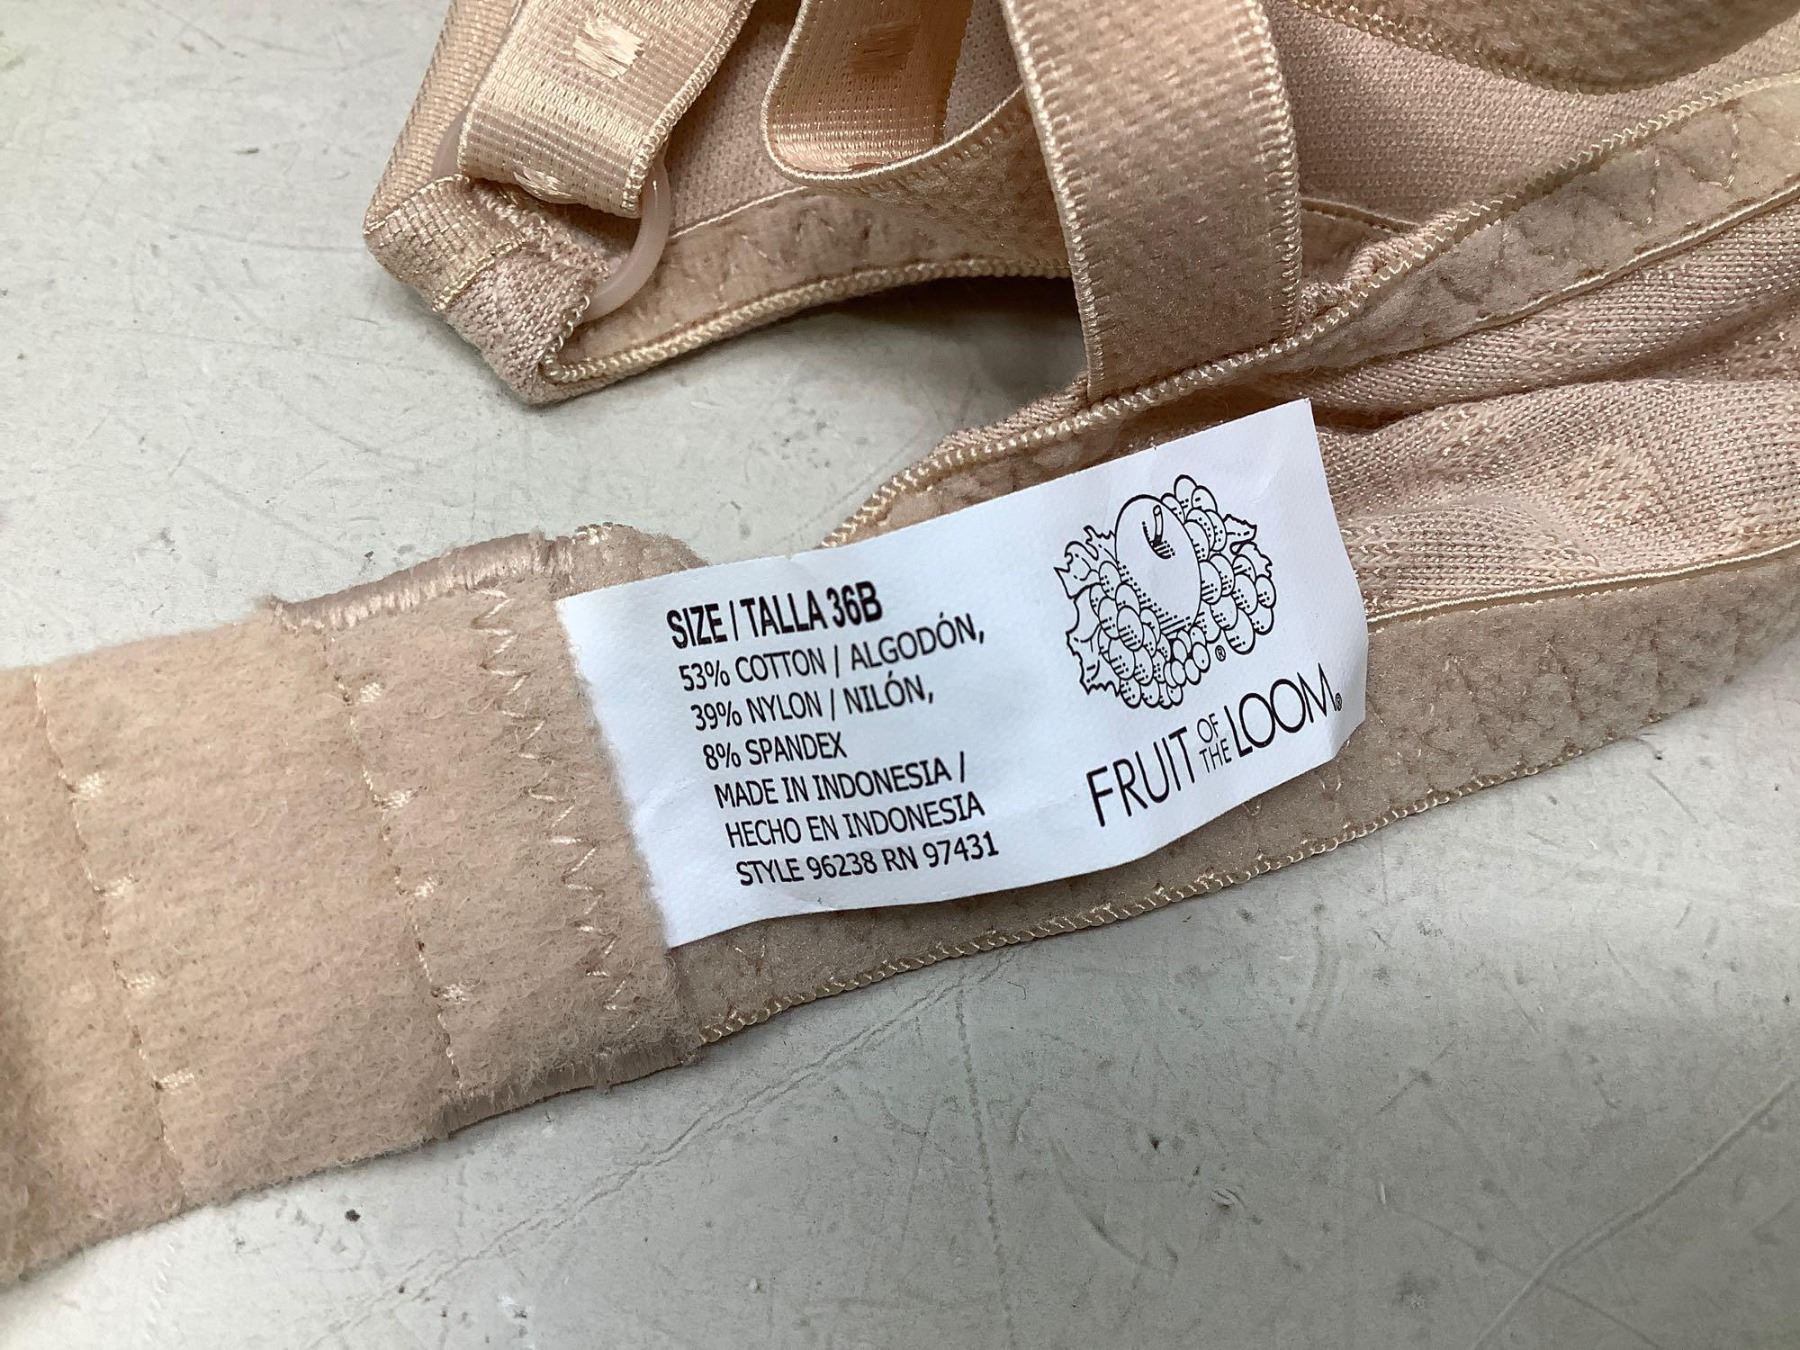 SIZE / TALLA 36B
53% COTTON / ALGODÓN,
39% NYLON / NILÓN,
8% SPANDEX
MADE IN INDONESIA /
HECHO EN INDONESIA
STYLE 96238 RN 97431
®
FRUIT OF THE LOOM®